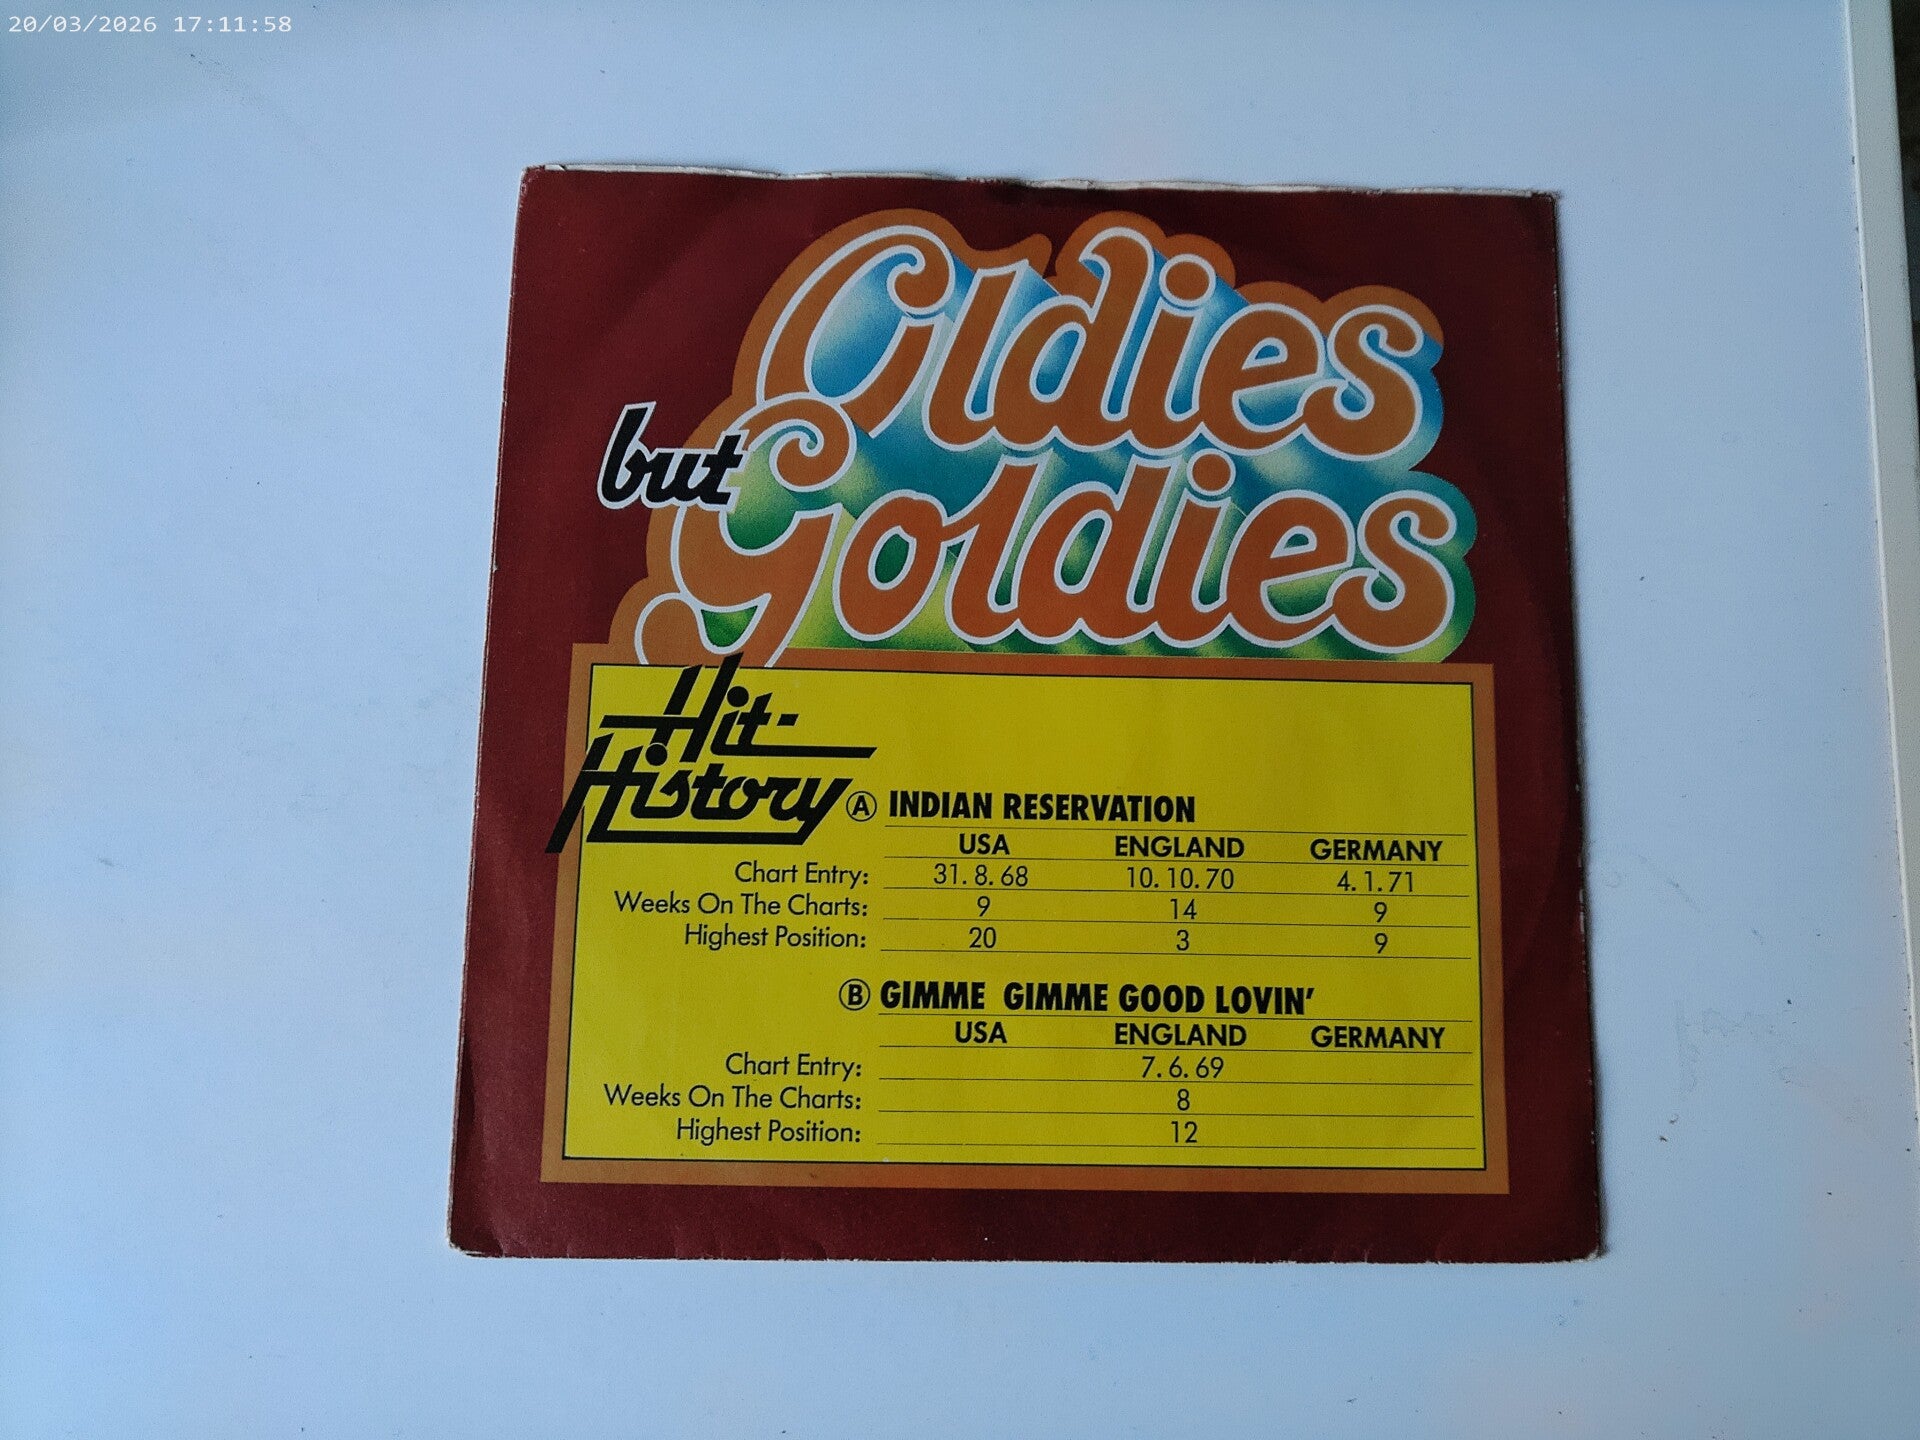 20/03/2026 17:11:58
Oldies
but Goldies
Hit-
History
Ⓐ INDIAN RESERVATION
USA ENGLAND GERMANY
Chart Entry: 31.8.68 10.10.70 4.1.71
Weeks On The Charts: 9 14 9
Highest Position: 20 3 9
Ⓑ GIMME GIMME GOOD LOVIN'
USA ENGLAND GERMANY
Chart Entry: 7.6.69
Weeks On The Charts: 8
Highest Position: 12